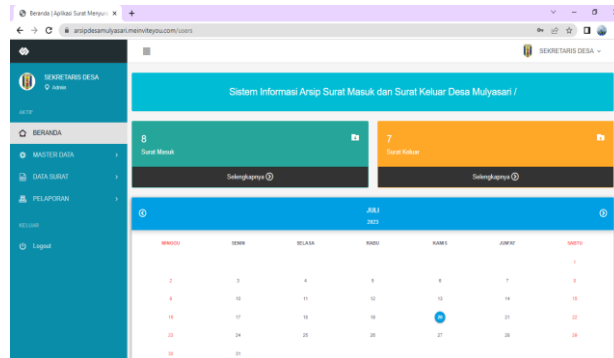 Beranda | Aplikasi Surat Menyura
arsipdesamulyasari.meinviteyou.com/users
SEKRETARIS DESA
SEKRETARIS DESA
Admin
AKTIF
BERANDA
MASTER DATA
DATA SURAT
PELAPORAN
KELUAR
Logout
Sistem Informasi Arsip Surat Masuk dan Surat Keluar Desa Mulyasari /
8
Surat Masuk
Selengkapnya
7
Surat Keluar
Selengkapnya
JULI
2023
MINGGU SENIN SELASA RABU KAMIS JUM'AT SABTU
1
2 3 4 5 6 7 8
9 10 11 12 13 14 15
16 17 18 19 20 21 22
23 24 25 26 27 28 29
30 31